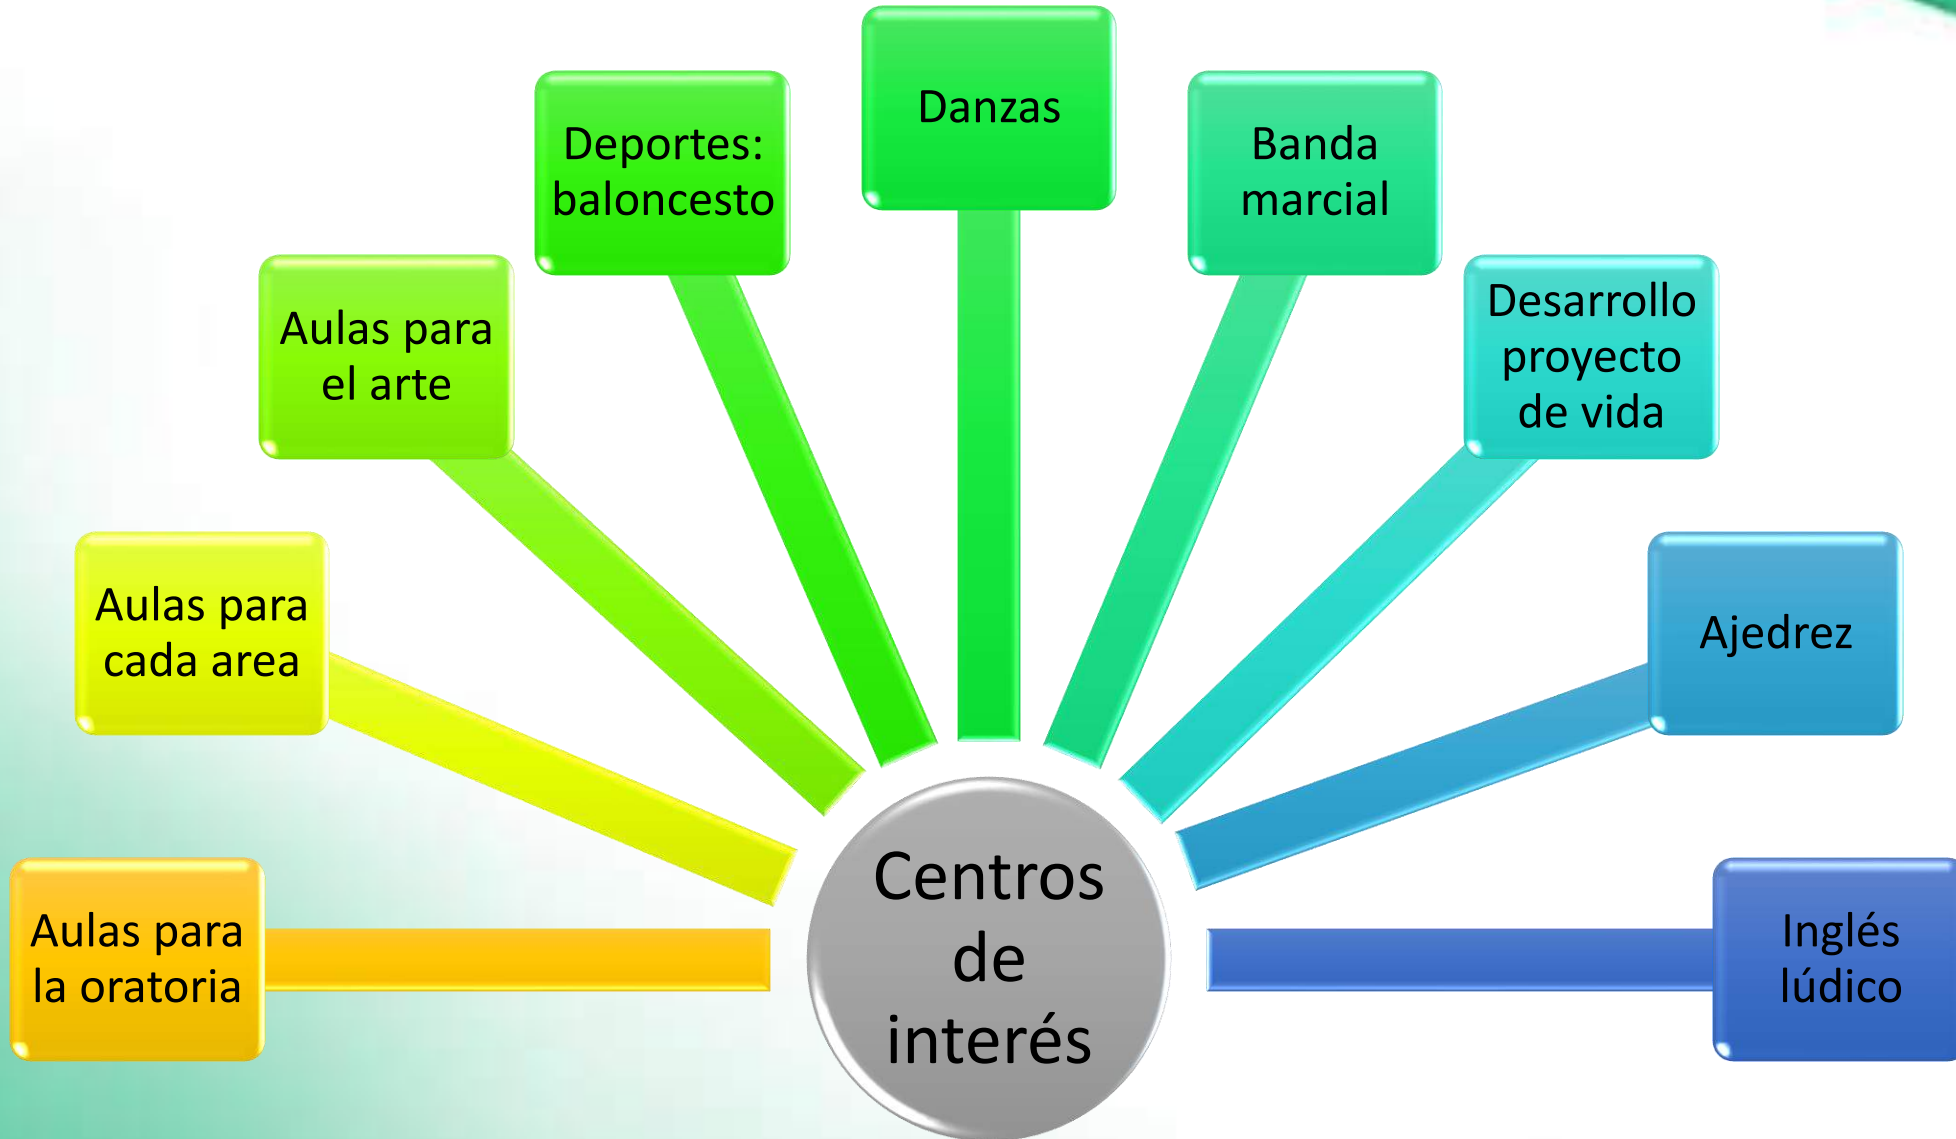 Danzas
Deportes:
baloncesto
Banda
marcial
Aulas para
el arte
Desarrollo
proyecto
de vida
Aulas para
cada area
Ajedrez
Aulas para
la oratoria
Centros
de
interés
Inglés
lúdico